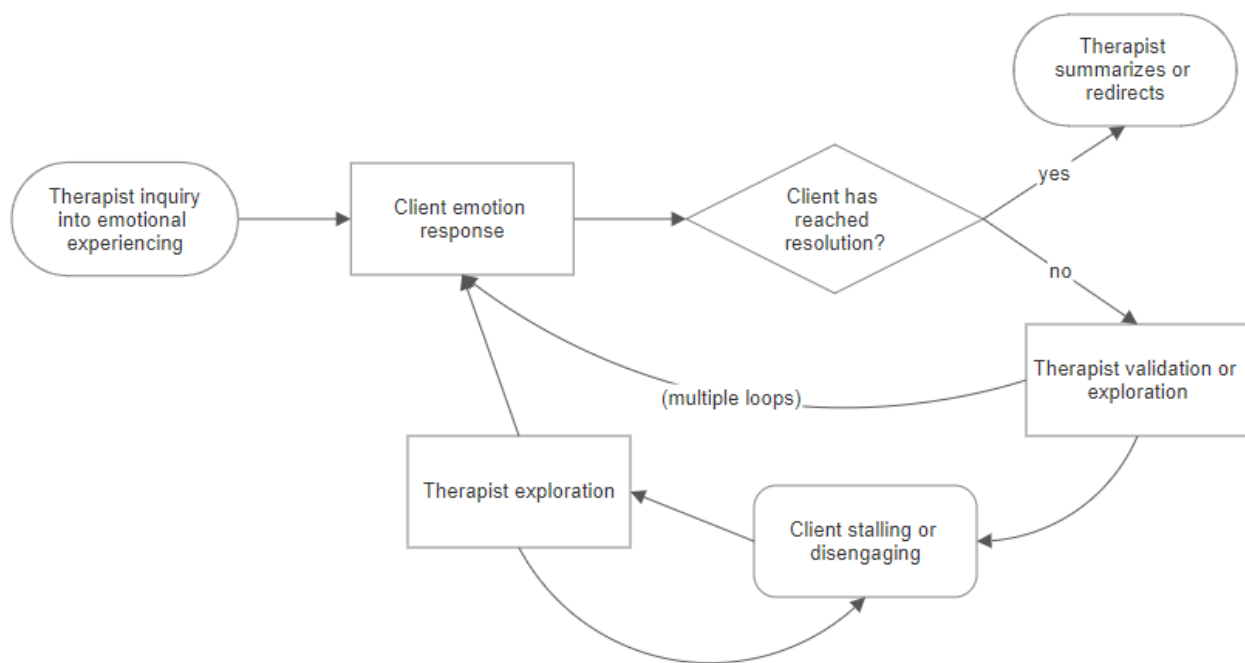 Therapist
summarizes or
redirects
Therapist inquiry
into emotional
experiencing
Client emotion
response
Client has
reached
resolution?
yes
no
Therapist validation or
exploration
(multiple loops)
Therapist exploration
Client stalling or
disengaging